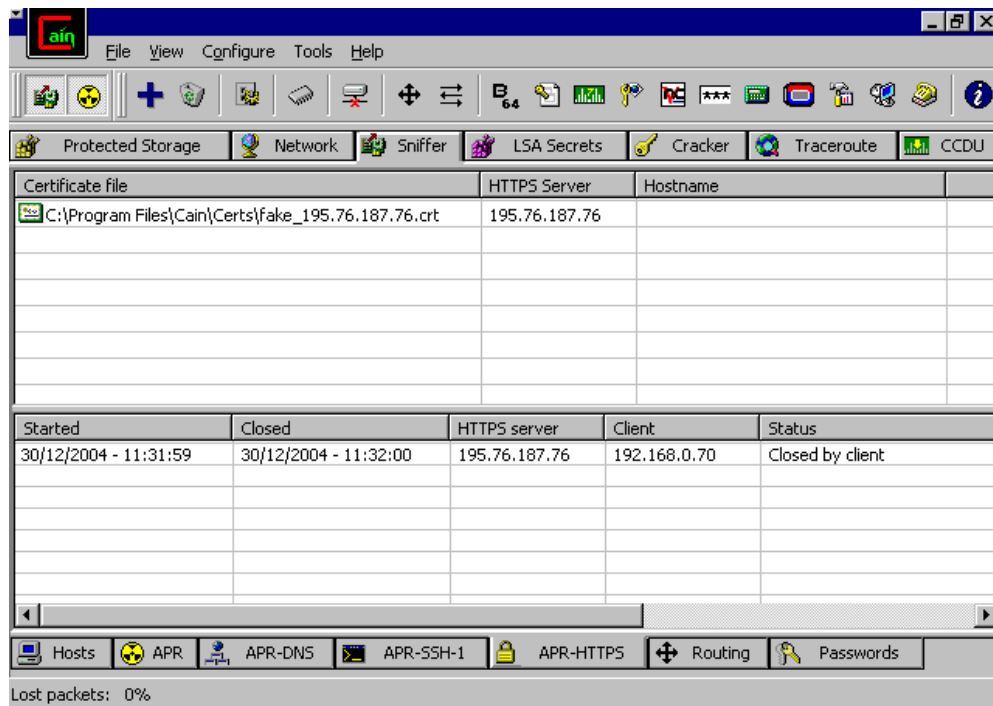 aín
File View Configure Tools Help
B 64
***
Protected Storage Network Sniffer LSA Secrets Cracker Traceroute CCDU
Certificate file HTTPS Server Hostname
C:\Program Files\Cain\Certs\fake_195.76.187.76.crt 195.76.187.76
Started Closed HTTPS server Client Status
30/12/2004 - 11:31:59 30/12/2004 - 11:32:00 195.76.187.76 192.168.0.70 Closed by client
Hosts APR APR-DNS APR-SSH-1 APR-HTTPS Routing Passwords
Lost packets: 0%